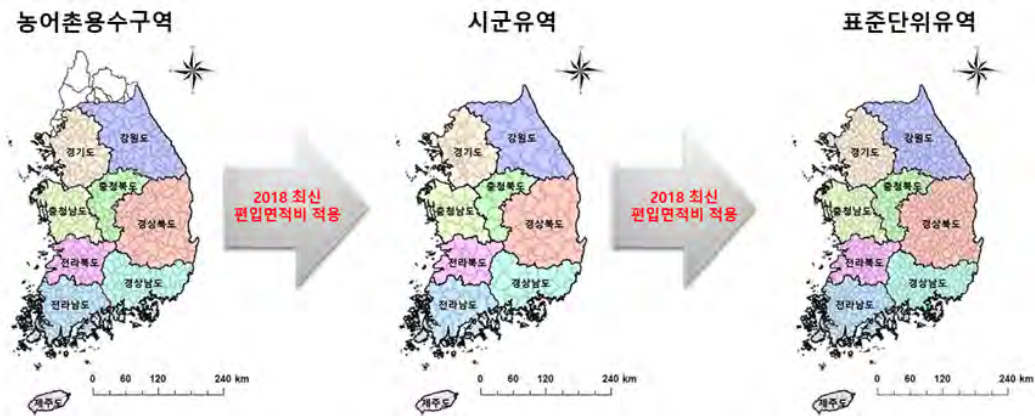 농어촌용수구역
시군유역
표준단위유역
강원도
경기도
충청북도
충청남도
경상북도
전라북도
경상남도
전라남도
제주도
0 60 120 240 km
2018 최신
편입면적비 적용
강원도
경기도
충청북도
충청남도
경상북도
전라북도
경상남도
전라남도
제주도
0 60 120 240 km
2018 최신
편입면적비 적용
강원도
경기도
충청북도
충청남도
경상북도
전라북도
경상남도
전라남도
제주도
0 60 120 240 km